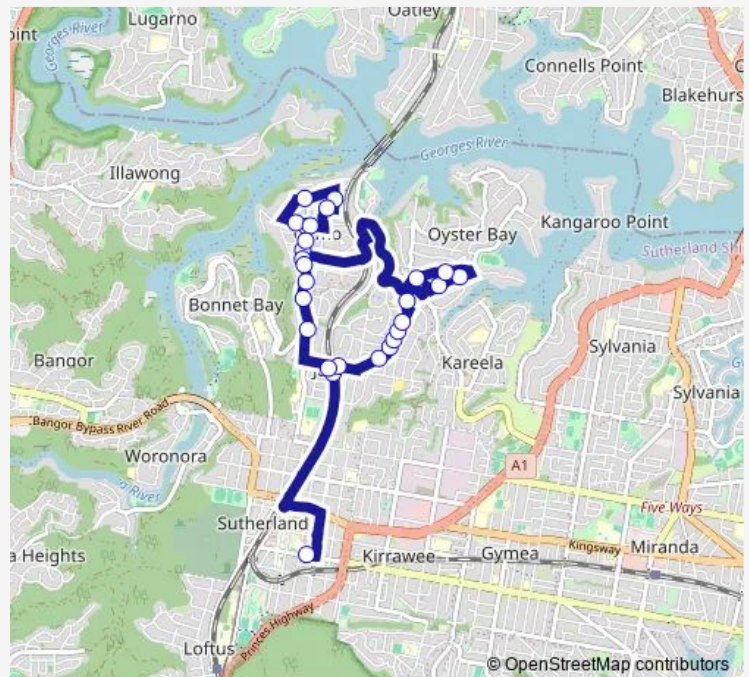 Oatley
Lugarno
Georges River
Connells Point
Blakehurs
Illawong
Georges River
Kangaroo Point
Oyster Bay
Sutherland Shi
Bonnet Bay
Sylvania
Bangor
Kareela
Sylvania
Bangor Bypass River Road
Woronora
A1
Five Ways
Sutherland
Kingsway
Miranda
a Heights
Kirrawee
Gymea
Princes Highway
Loftus
© OpenStreetMap contributors